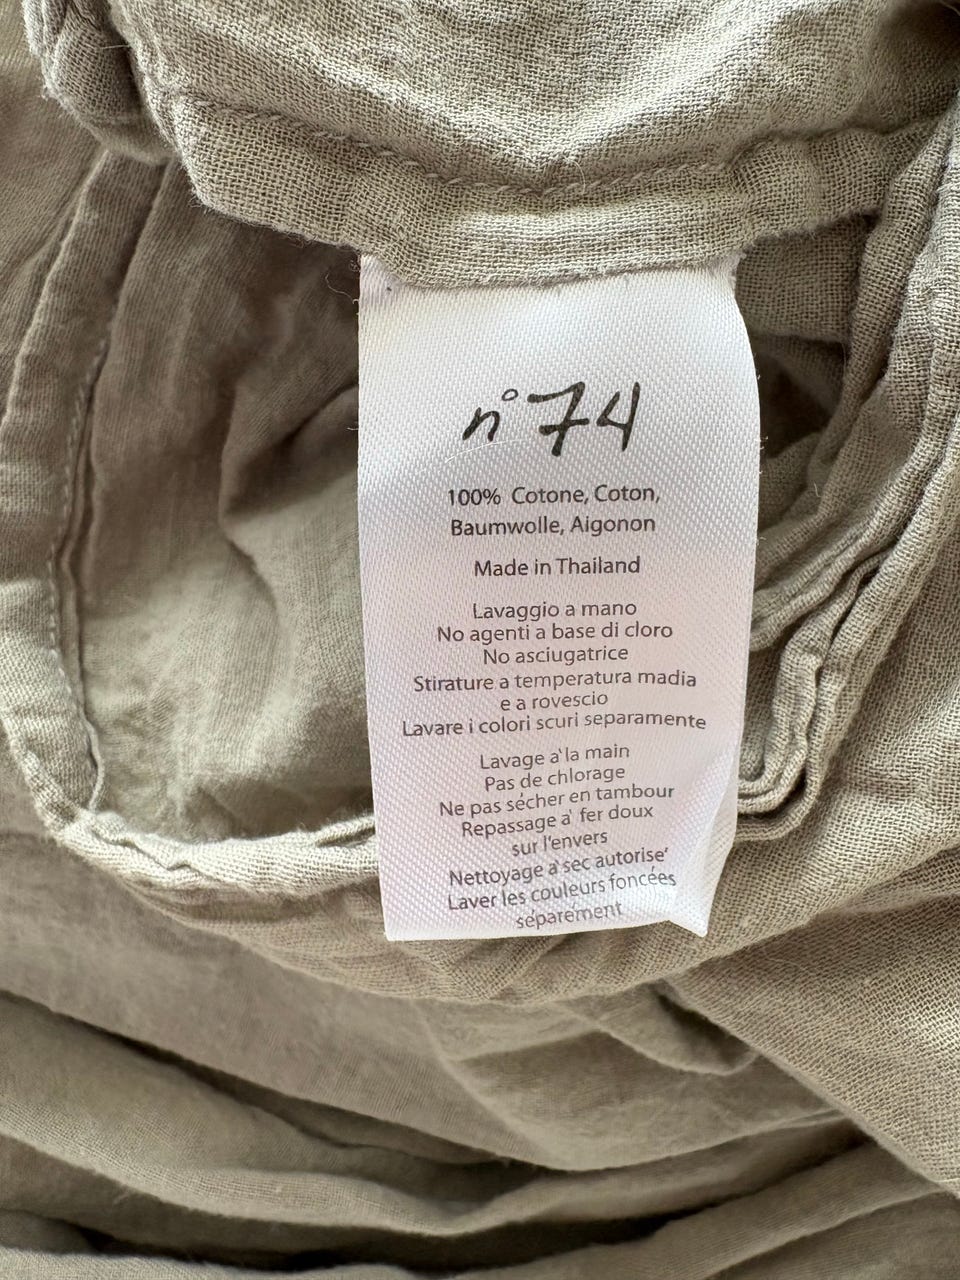 n°74
100% Cotone, Coton,
Baumwolle, Aigonon
Made in Thailand
Lavaggio a mano
No agenti a base di cloro
No asciugatrice
Stirature a temperatura madia
e a rovescio
Lavare i colori scuri separamente
Lavage a' la main
Pas de chlorage
Ne pas sécher en tambour
Repassage a' fer doux
sur l'envers
Nettoyage a' sec autorise'
Laver les couleurs foncées
séparément